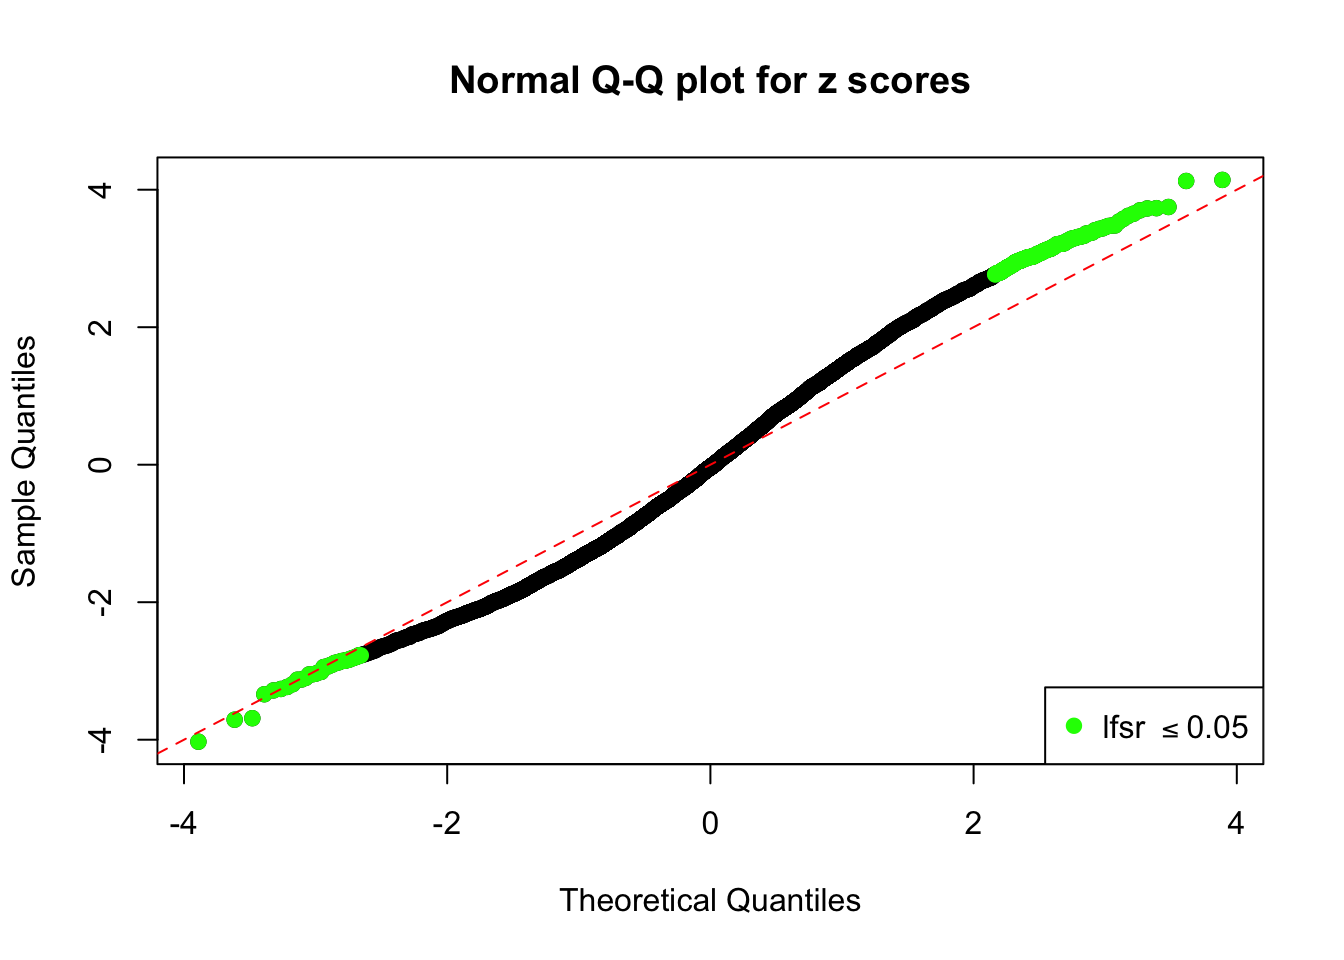 Normal Q-Q plot for z scores
Sample Quantiles
4
2
0
-2
-4
lfsr ≤ 0.05
-4 -2 0 2 4
Theoretical Quantiles